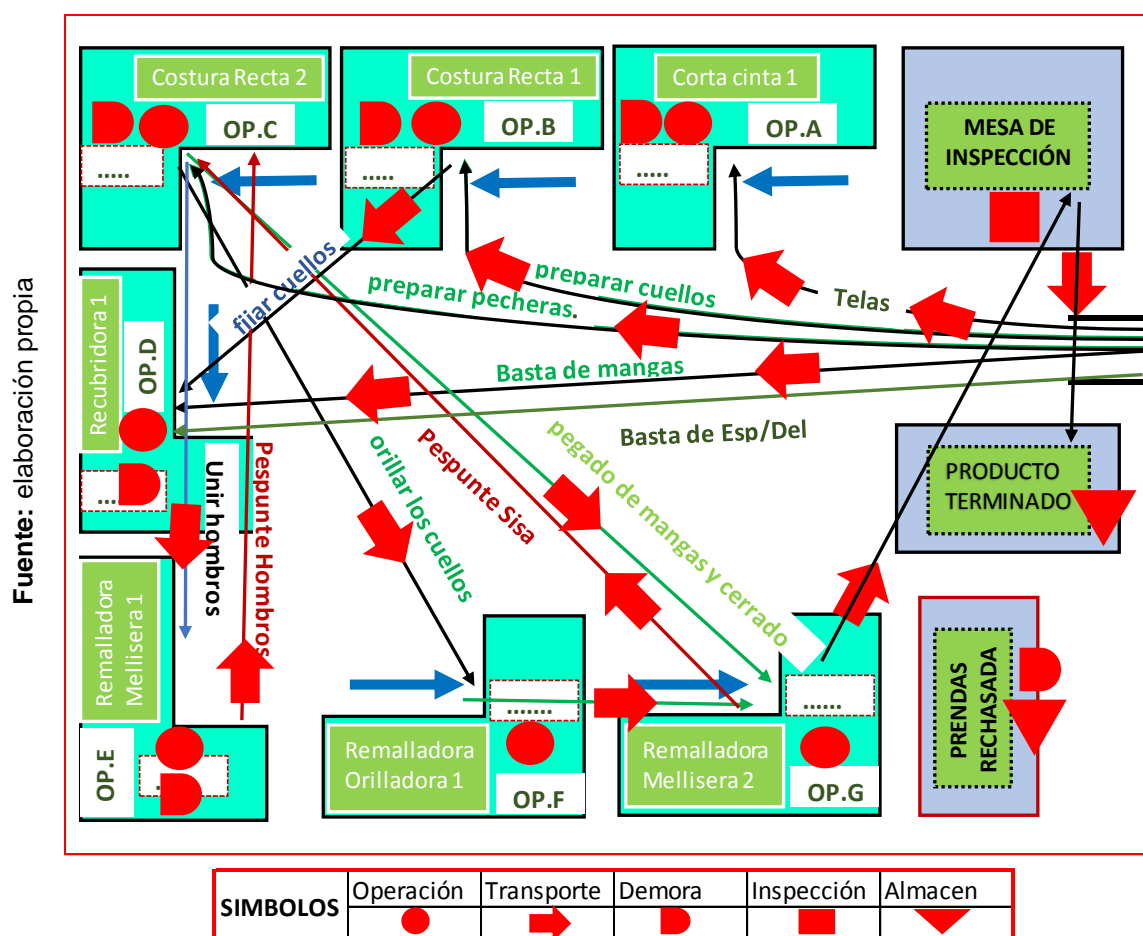 Fuente: elaboración propia
Costura Recta 2
OP.C
.....
Costura Recta 1
OP.B
.....
Corta cinta 1
OP.A
.....
MESA DE
INSPECCIÓN
fijar cuellos
preparar cuellos
preparar pecheras.
Telas
Recubridora 1
OP.D
.....
Basta de mangas
Basta de Esp/Del
Unir hombros
Pespunte Hombros
orillar los cuellos
Pespunte Sisa
pegado de mangas y cerrado
PRODUCTO
TERMINADO
Remalladora
Mellisera 1
OP.E
.......
Remalladora
Orilladora 1
OP.F
......
Remalladora
Mellisera 2
OP.G
PRENDAS
RECHASADA
SIMBOLOS
Operación
Transporte
Demora
Inspección
Almacen